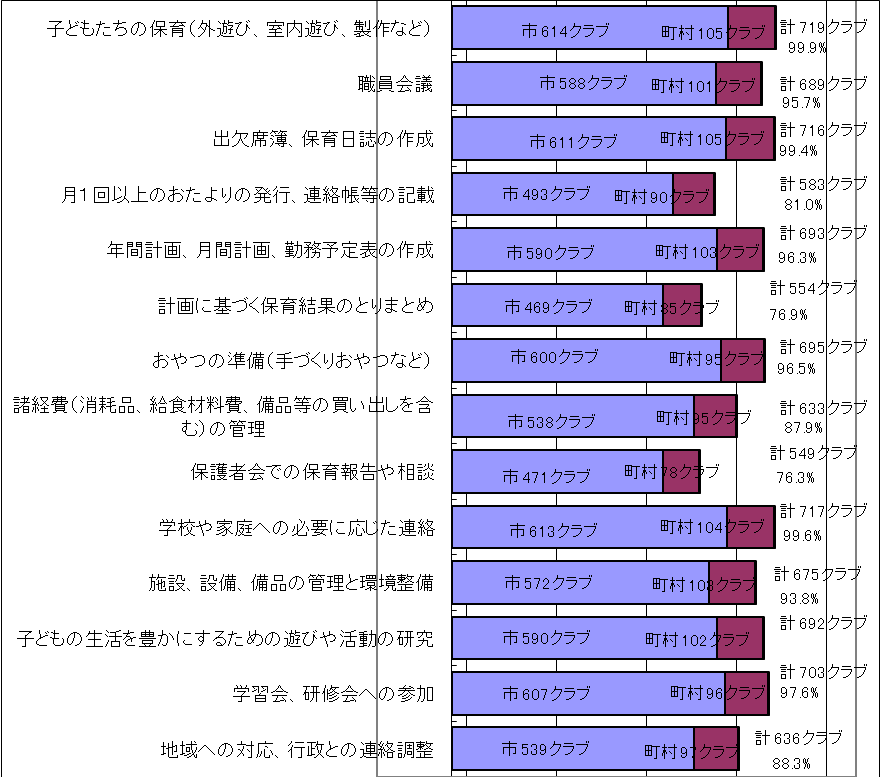 子どもたちの保育（外遊び、室内遊び、製作など） 市614クラブ 町村105クラブ 計719クラブ
99.9%
職員会議 市588クラブ 町村101クラブ 計689クラブ
95.7%
出欠席簿、保育日誌の作成 市611クラブ 町村105クラブ 計716クラブ
99.4%
月１回以上のおたよりの発行、連絡帳等の記載 市493クラブ 町村90クラブ 計583クラブ
81.0%
年間計画、月間計画、勤務予定表の作成 市590クラブ 町村103クラブ 計693クラブ
96.3%
計画に基づく保育結果のとりまとめ 市469クラブ 町村85クラブ 計554クラブ
76.9%
おやつの準備（手づくりおやつなど） 市600クラブ 町村95クラブ 計695クラブ
96.5%
諸経費（消耗品、給食材料費、備品等の買い出しを含
む）の管理 市538クラブ 町村95クラブ 計633クラブ
87.9%
保護者会での保育報告や相談 市471クラブ 町村78クラブ 計549クラブ
76.3%
学校や家庭への必要に応じた連絡 市613クラブ 町村104クラブ 計717クラブ
99.6%
施設、設備、備品の管理と環境整備 市572クラブ 町村103クラブ 計675クラブ
93.8%
子どもの生活を豊かにするための遊びや活動の研究 市590クラブ 町村102クラブ 計692クラブ
学習会、研修会への参加 市607クラブ 町村96クラブ 計703クラブ
97.6%
地域への対応、行政との連絡調整 市539クラブ 町村97クラブ 計636クラブ
88.3%